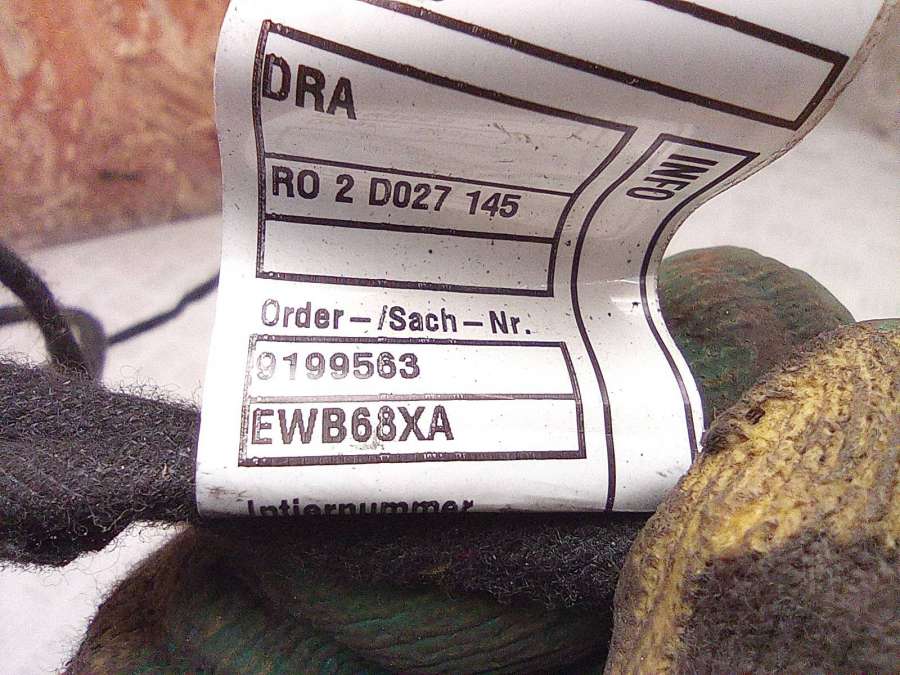 DRA
INFO
RO 2 D027 145
Order-/Sach-Nr.
9199563
EWB68XA